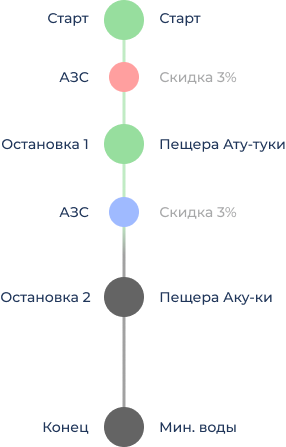 Старт Старт
АЗС Скидка 3%
Остановка 1 Пещера Ату-туки
АЗС Скидка 3%
Остановка 2 Пещера Аку-ки
Конец Мин. воды